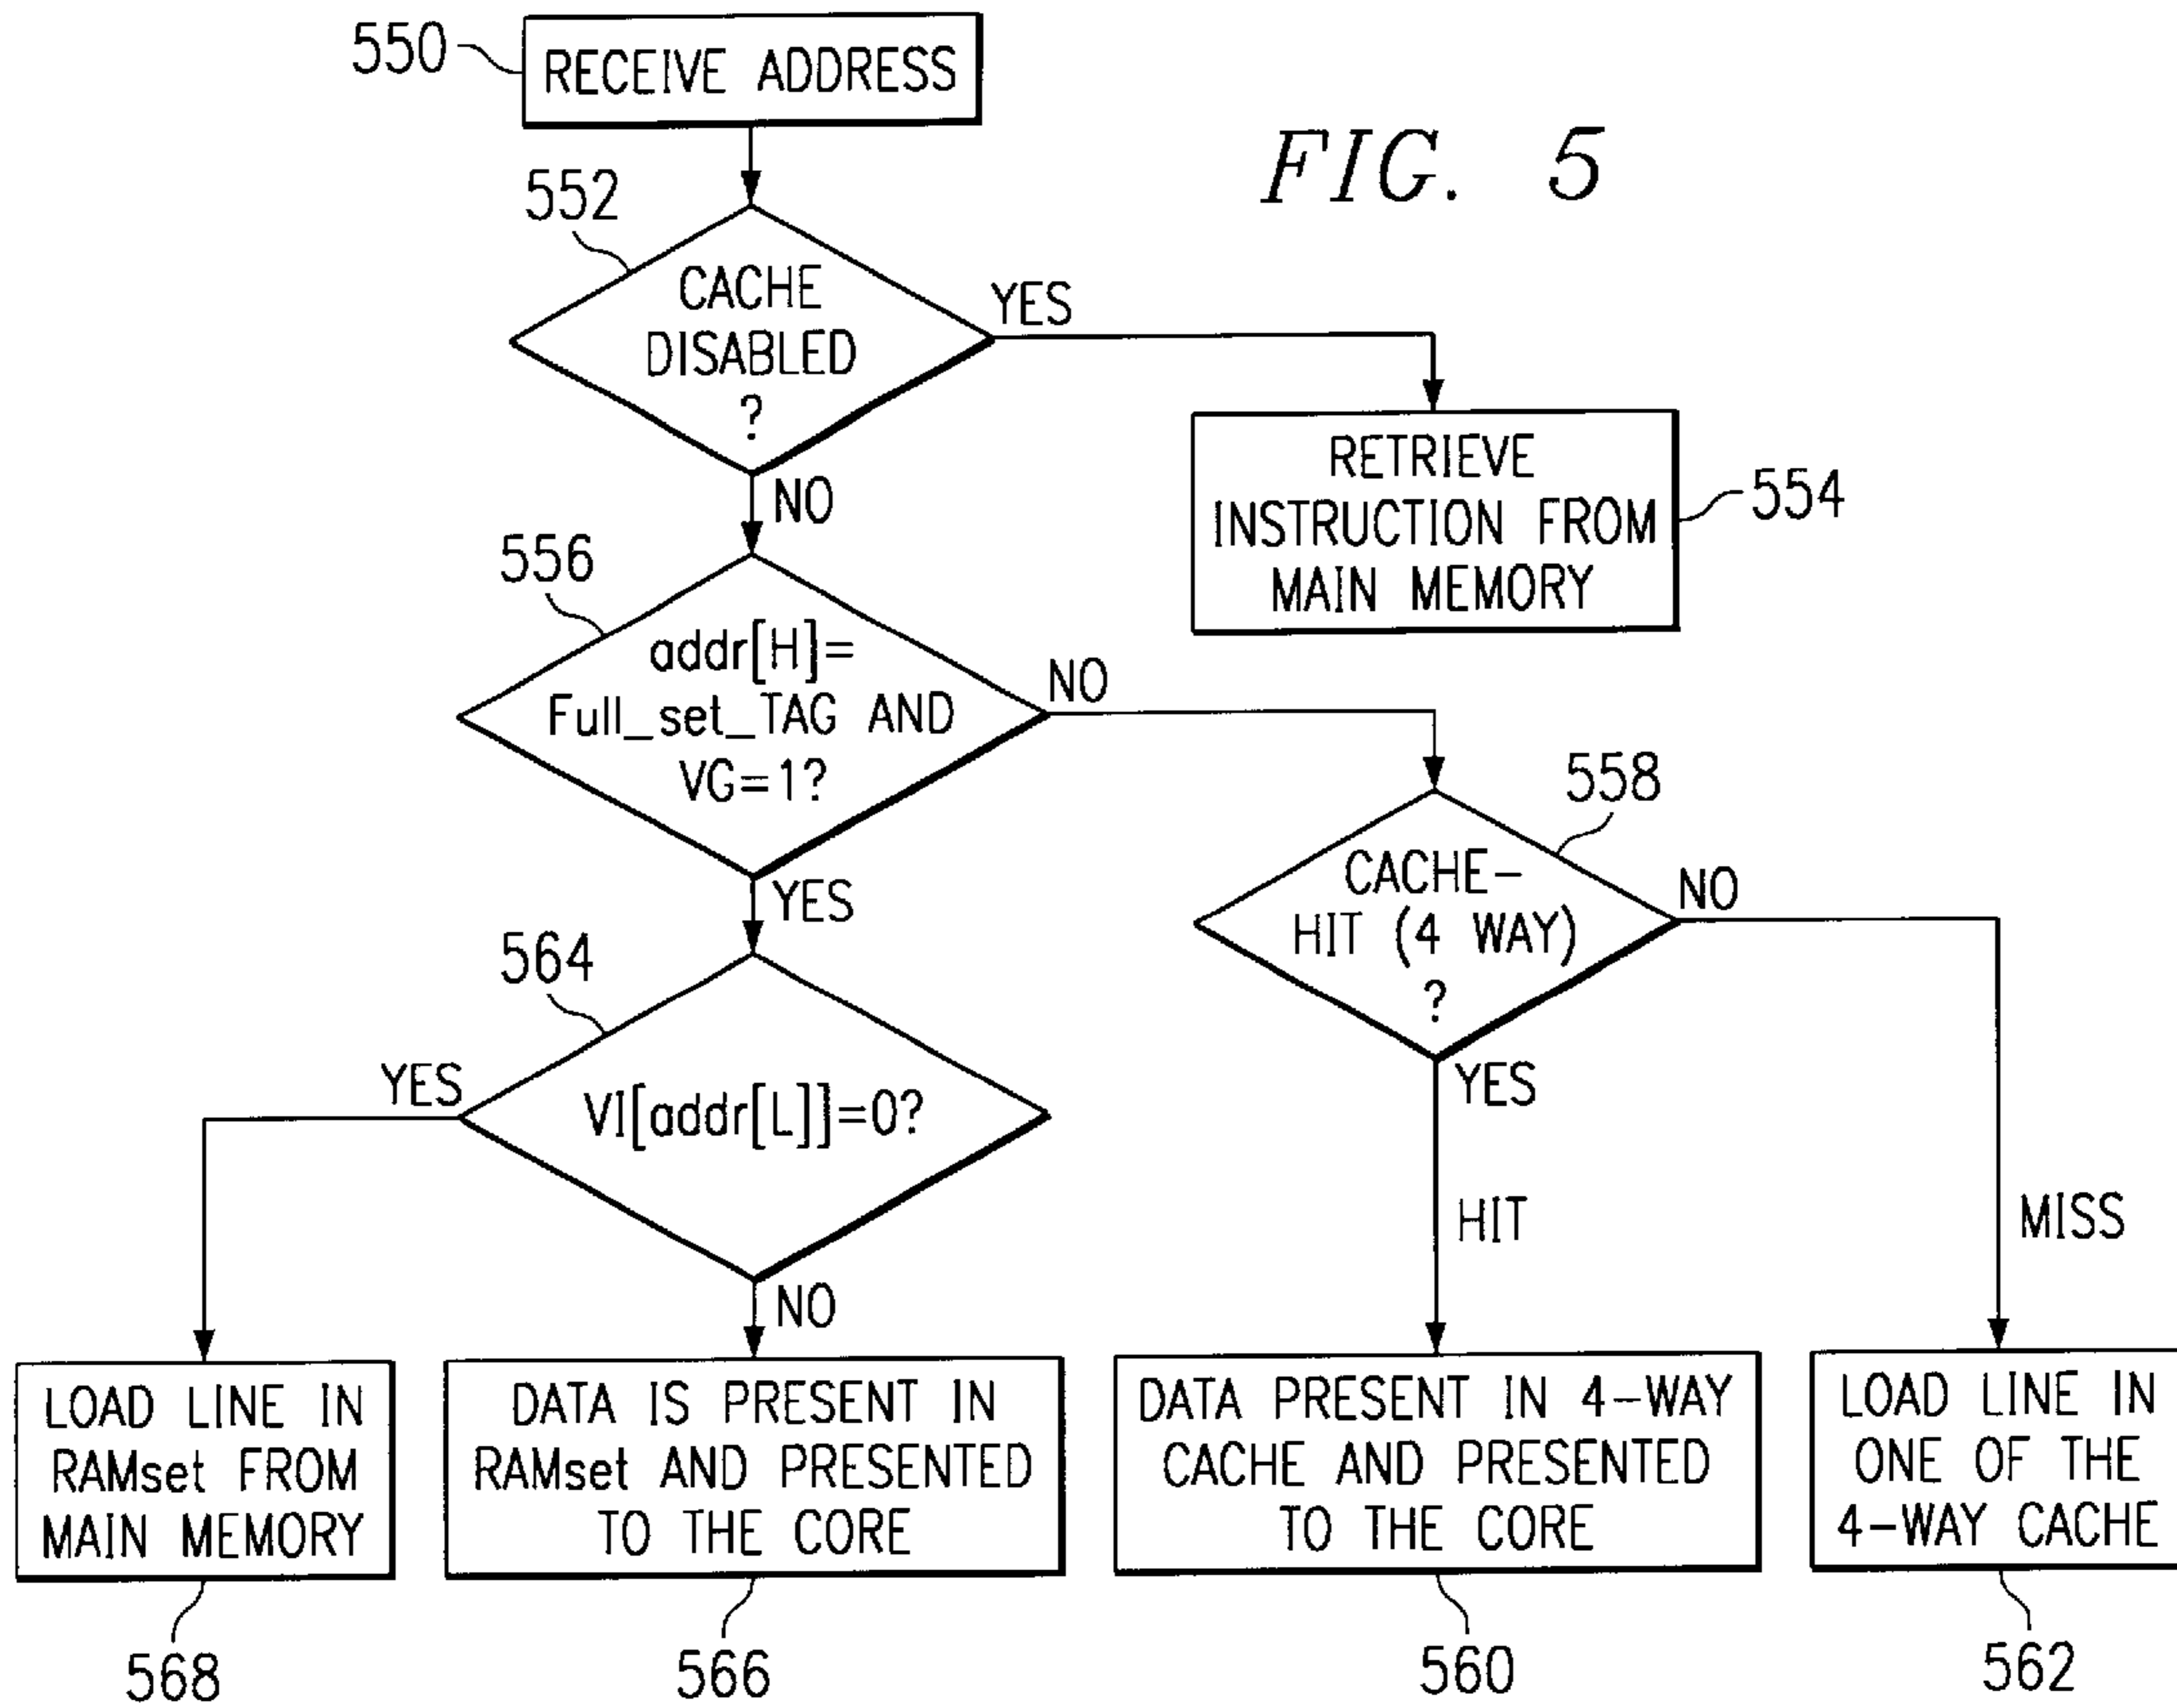 550
RECEIVE ADDRESS
FIG. 5
552
CACHE
DISABLED
?
YES
NO
RETRIEVE
INSTRUCTION FROM
MAIN MEMORY
554
556
addr[H]=
Full_set_TAG AND
VG=1?
NO
YES
558
CACHE-
HIT (4 WAY)
?
NO
YES
HIT
MISS
564
VI[addr[L]]=0?
YES
NO
LOAD LINE IN
RAMset FROM
MAIN MEMORY
568
DATA IS PRESENT IN
RAMset AND PRESENTED
TO THE CORE
566
DATA PRESENT IN 4-WAY
CACHE AND PRESENTED
TO THE CORE
560
LOAD LINE IN
ONE OF THE
4-WAY CACHE
562